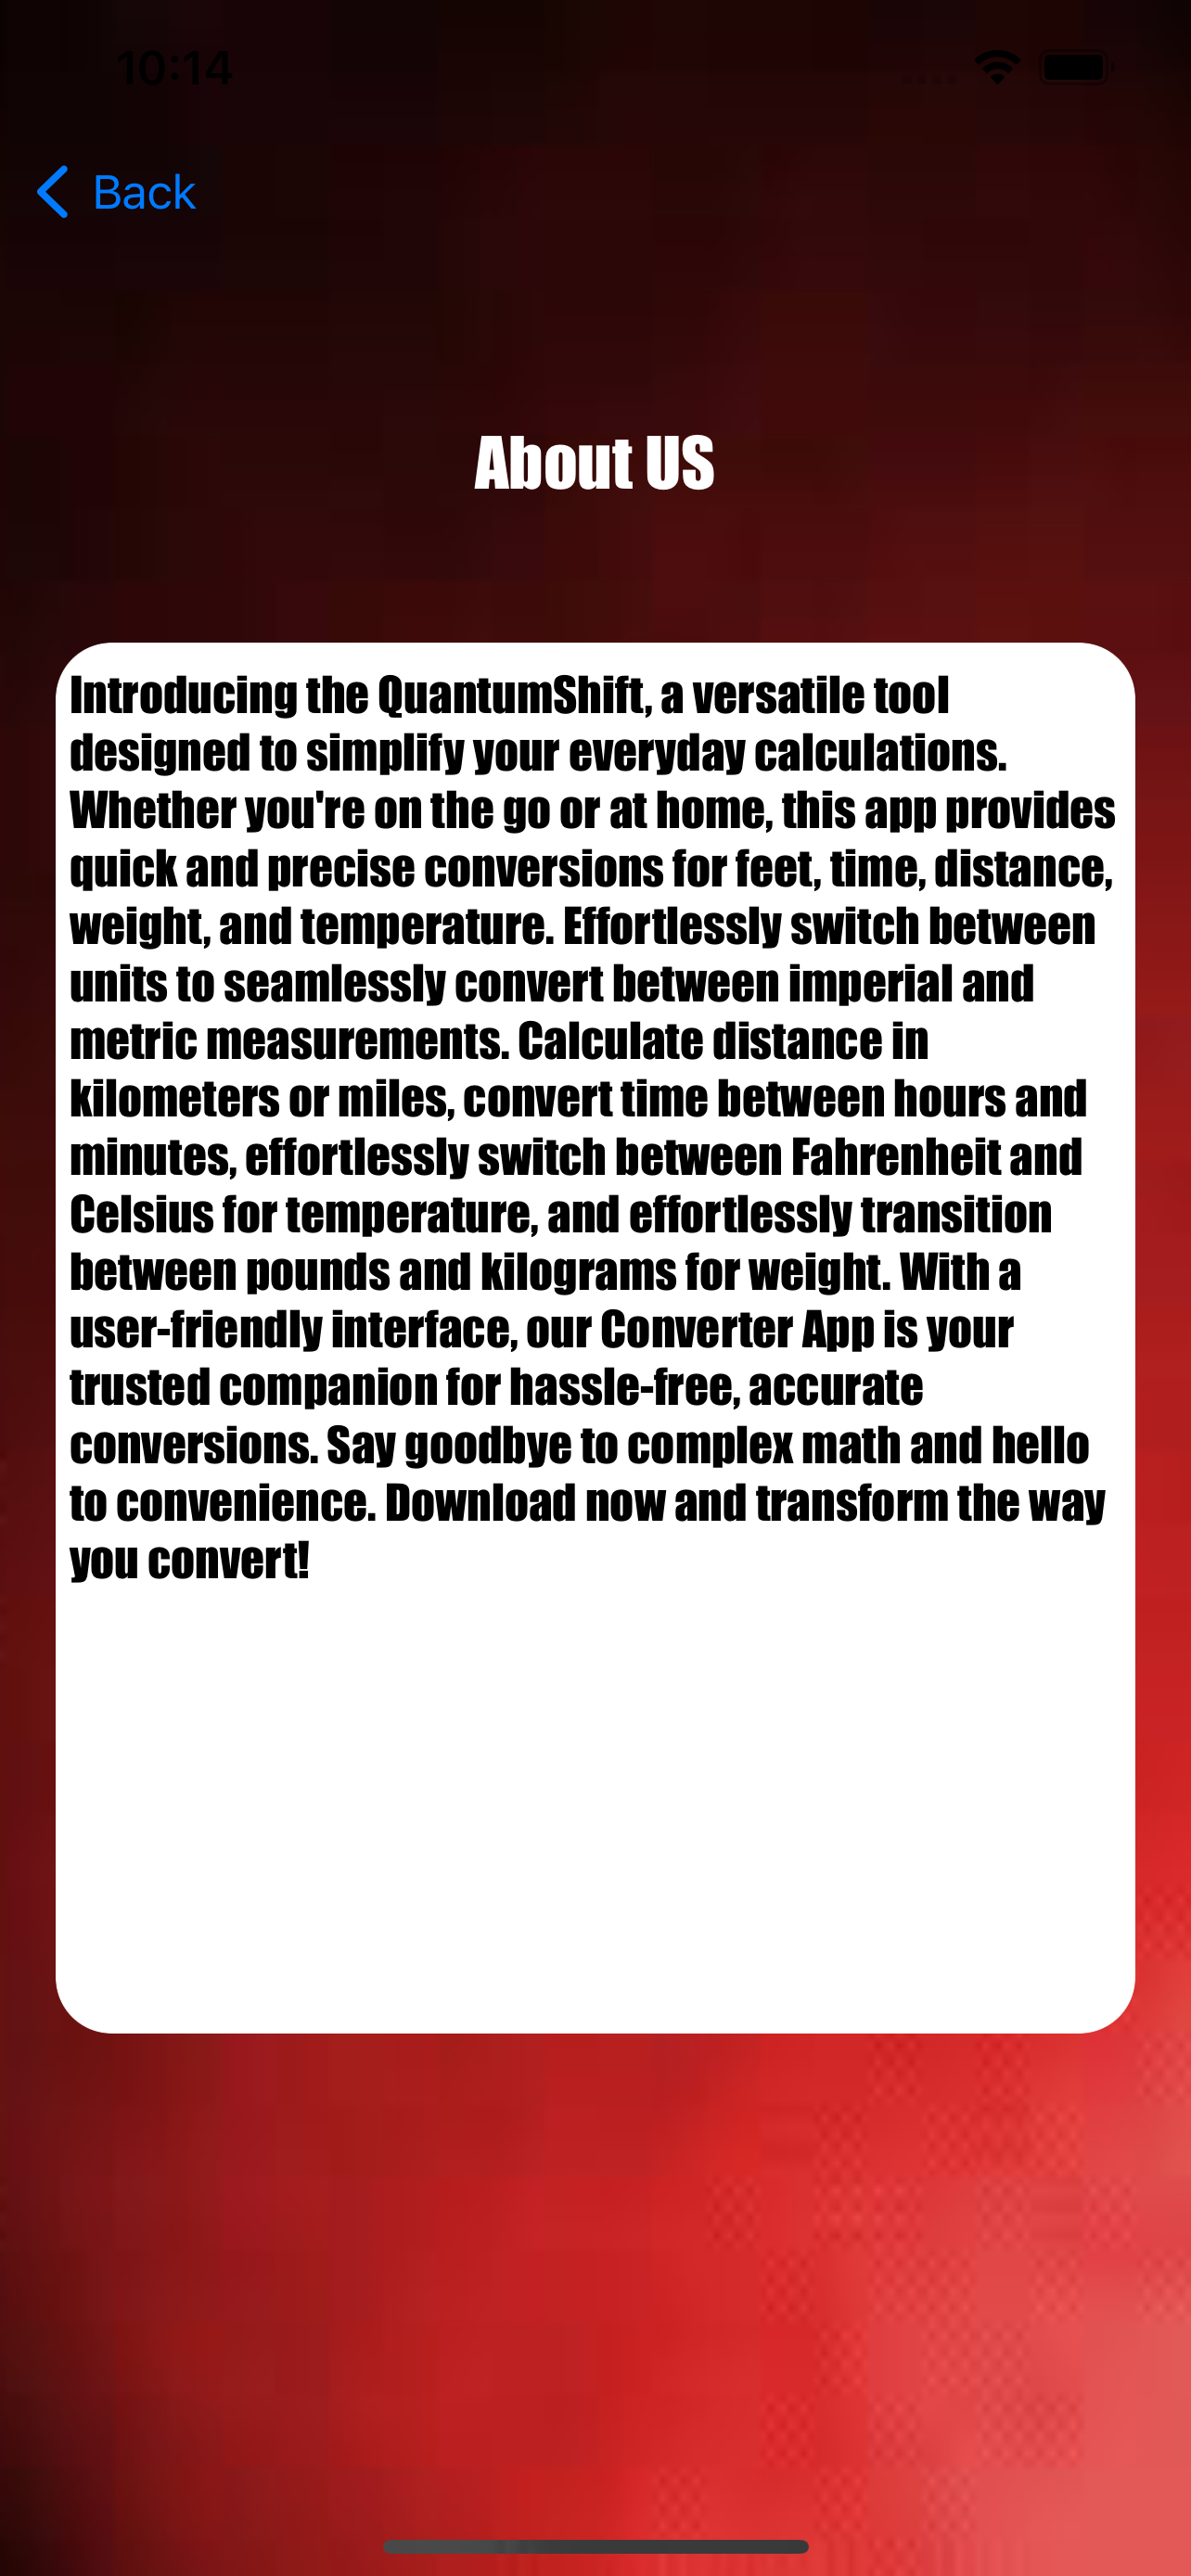 10:14
Back
About US
Introducing the QuantumShift, a versatile tool
designed to simplify your everyday calculations.
Whether you're on the go or at home, this app provides
quick and precise conversions for feet, time, distance,
weight, and temperature. Effortlessly switch between
units to seamlessly convert between imperial and
metric measurements. Calculate distance in
kilometers or miles, convert time between hours and
minutes, effortlessly switch between Fahrenheit and
Celsius for temperature, and effortlessly transition
between pounds and kilograms for weight. With a
user-friendly interface, our Converter App is your
trusted companion for hassle-free, accurate
conversions. Say goodbye to complex math and hello
to convenience. Download now and transform the way
you convert!